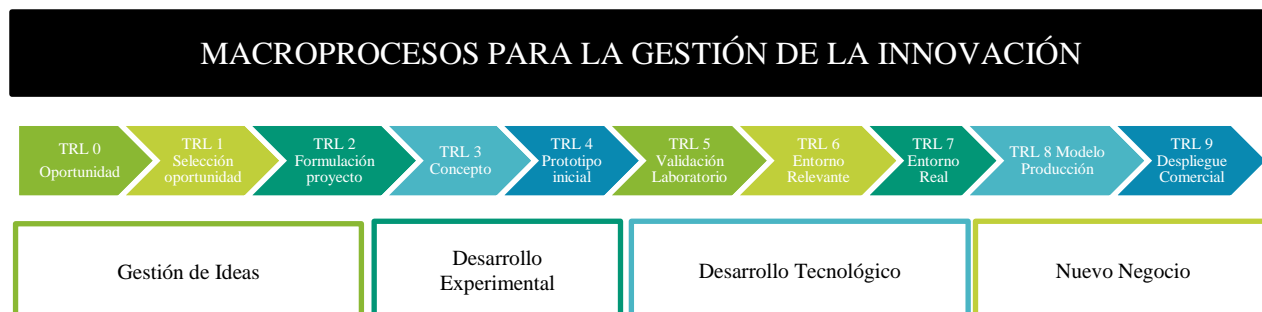 MACROPROCESOS PARA LA GESTIÓN DE LA INNOVACIÓN
TRL 0
Oportunidad
TRL 1
Selección
oportunidad
TRL 2
Formulación
proyecto
TRL 3
Concepto
TRL 4
Prototipo
inicial
TRL 5
Validación
Laboratorio
TRL 6
Entorno
Relevante
TRL 7
Entorno
Real
TRL 8 Modelo
Producción
TRL 9
Despliegue
Comercial
Gestión de Ideas
Desarrollo
Experimental
Desarrollo Tecnológico
Nuevo Negocio